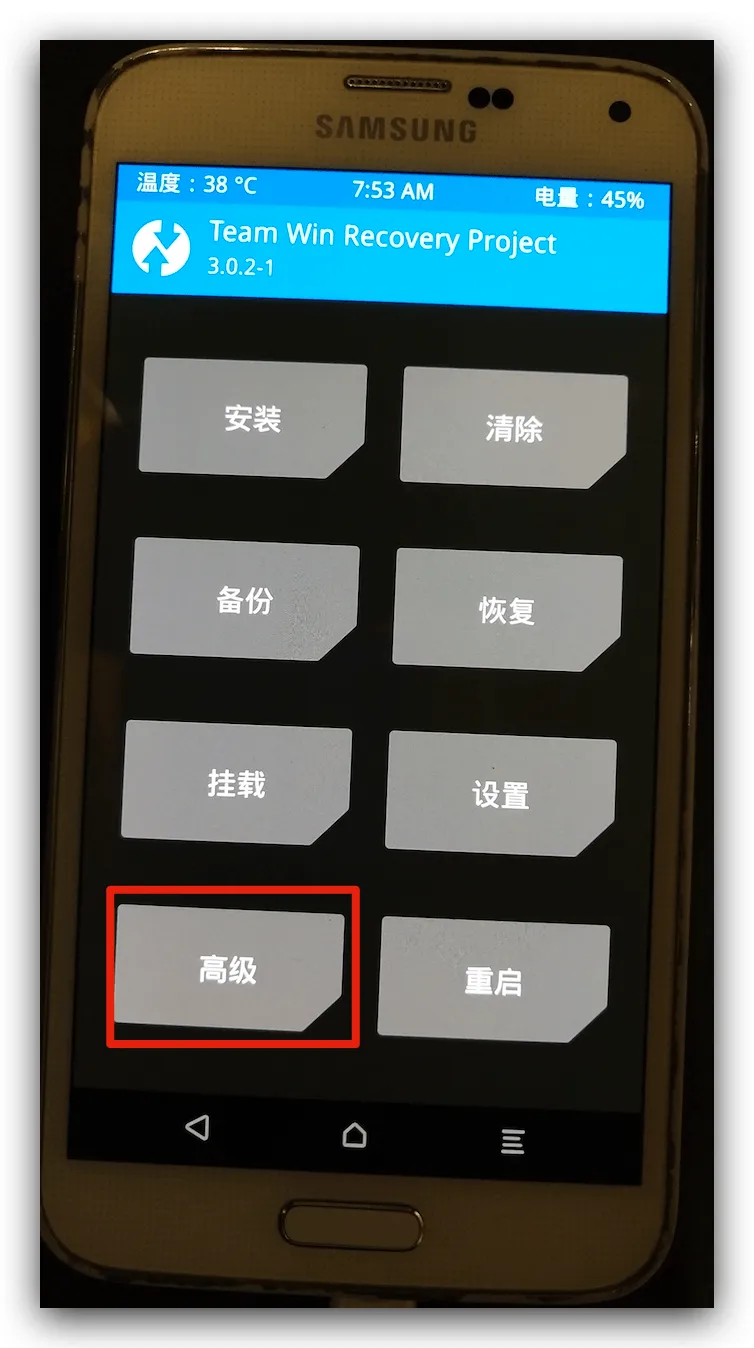 SAMSUNG
温度：38 °C 7:53 AM 电量：45%
Team Win Recovery Project
3.0.2-1
安装 清除
备份 恢复
挂载 设置
高级 重启